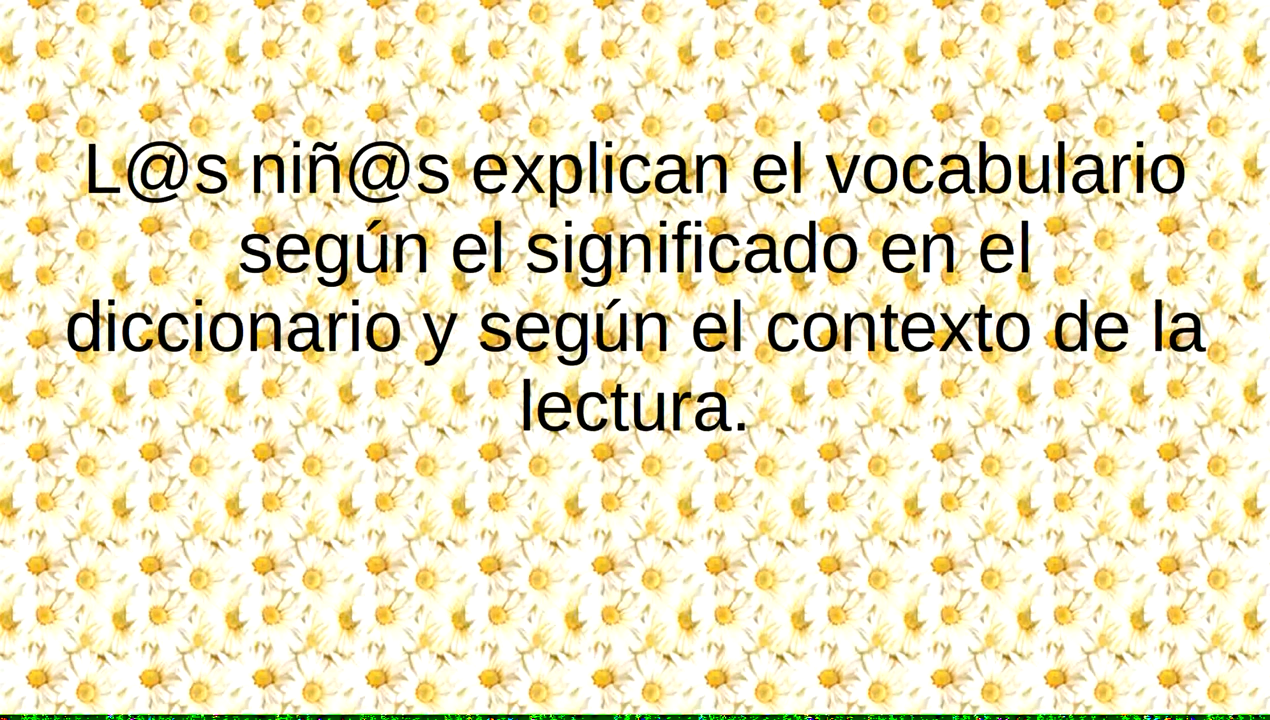 L@s niñ@s explican el vocabulario
según el significado en el
diccionario y según el contexto de la
lectura.